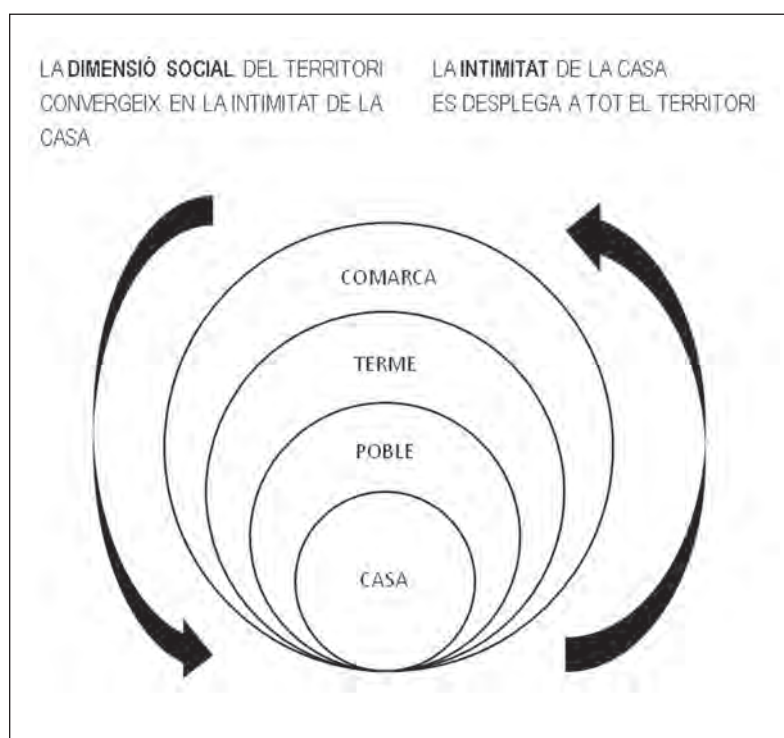 LA DIMENSIÓ SOCIAL DEL TERRITORI
CONVERGEIX EN LA INTIMITAT DE LA
CASA
LA INTIMITAT DE LA CASA
ES DESPLEGA A TOT EL TERRITORI
COMARCA
TERME
POBLE
CASA